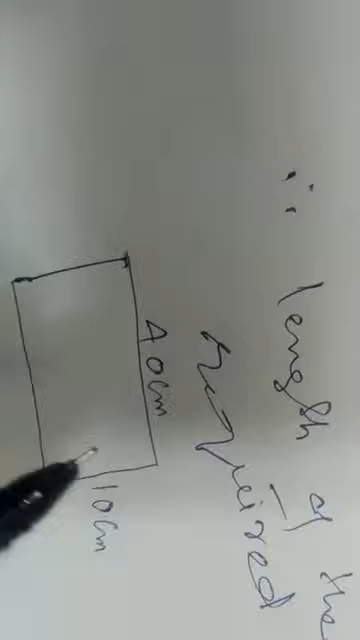 ∴ length of the
required
40cm
10cm